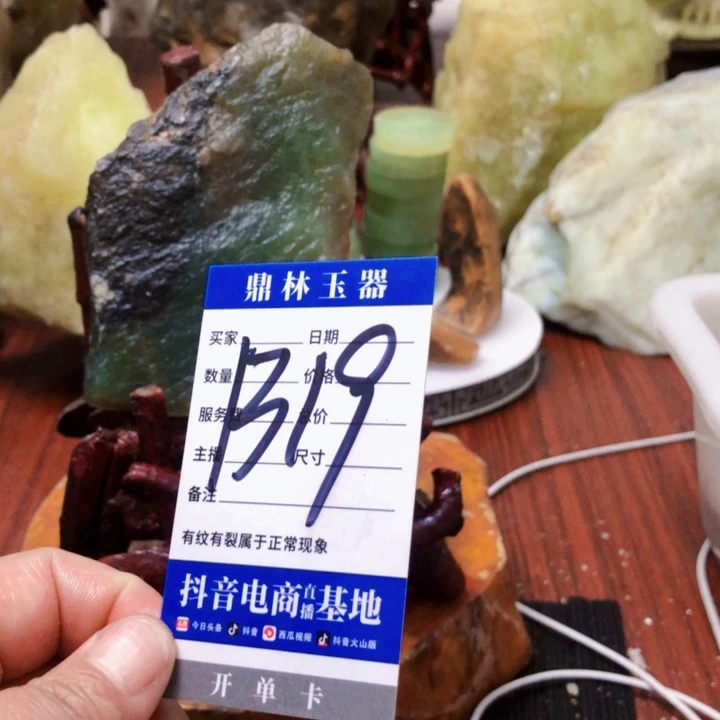 鼎林玉器
买家 日期
数量 价格
服务费 总价
主播 尺寸
备注
B19
有纹有裂属于正常现象
抖音电商直播基地
今日头条 抖音 西瓜视频 抖音火山版
开单卡